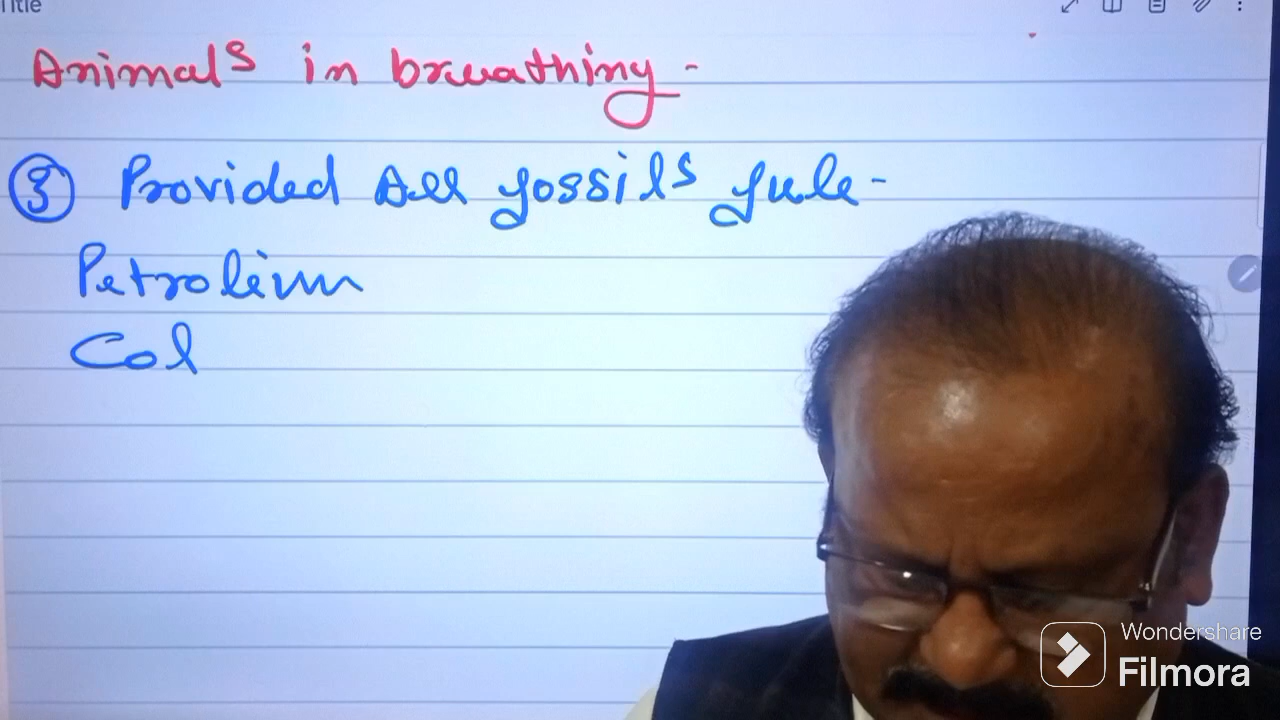 Title
Animals in breathing -
③ Provided All fossils fule -
Petroleim
Col
Wondershare
Filmora